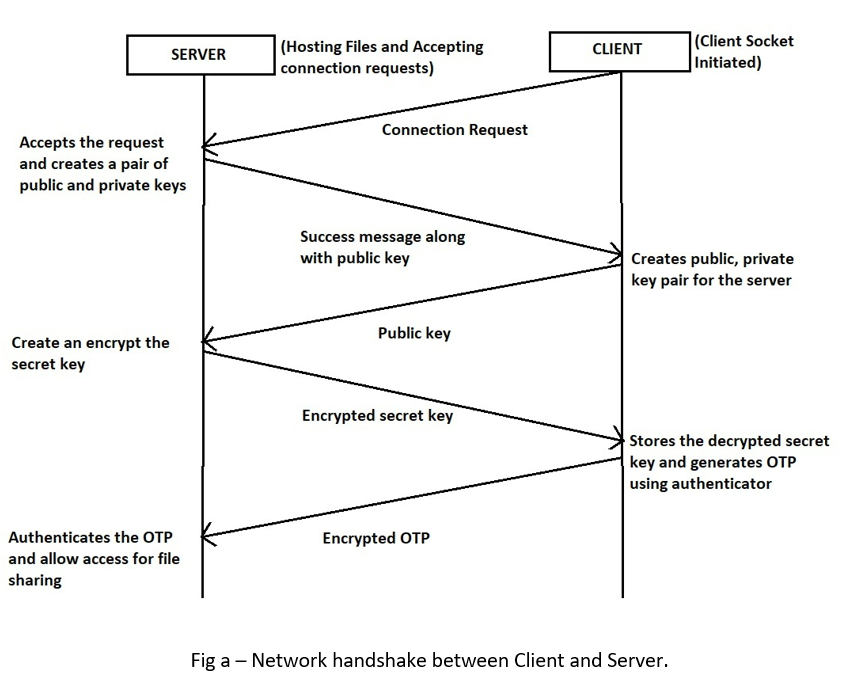 SERVER
(Hosting Files and Accepting
connection requests)
CLIENT
(Client Socket
Initiated)
Connection Request
Accepts the request
and creates a pair of
public and private keys
Success message along
with public key
Creates public, private
key pair for the server
Public key
Create an encrypt the
secret key
Encrypted secret key
Stores the decrypted secret
key and generates OTP
using authenticator
Encrypted OTP
Authenticates the OTP
and allow access for file
sharing
Fig a – Network handshake between Client and Server.